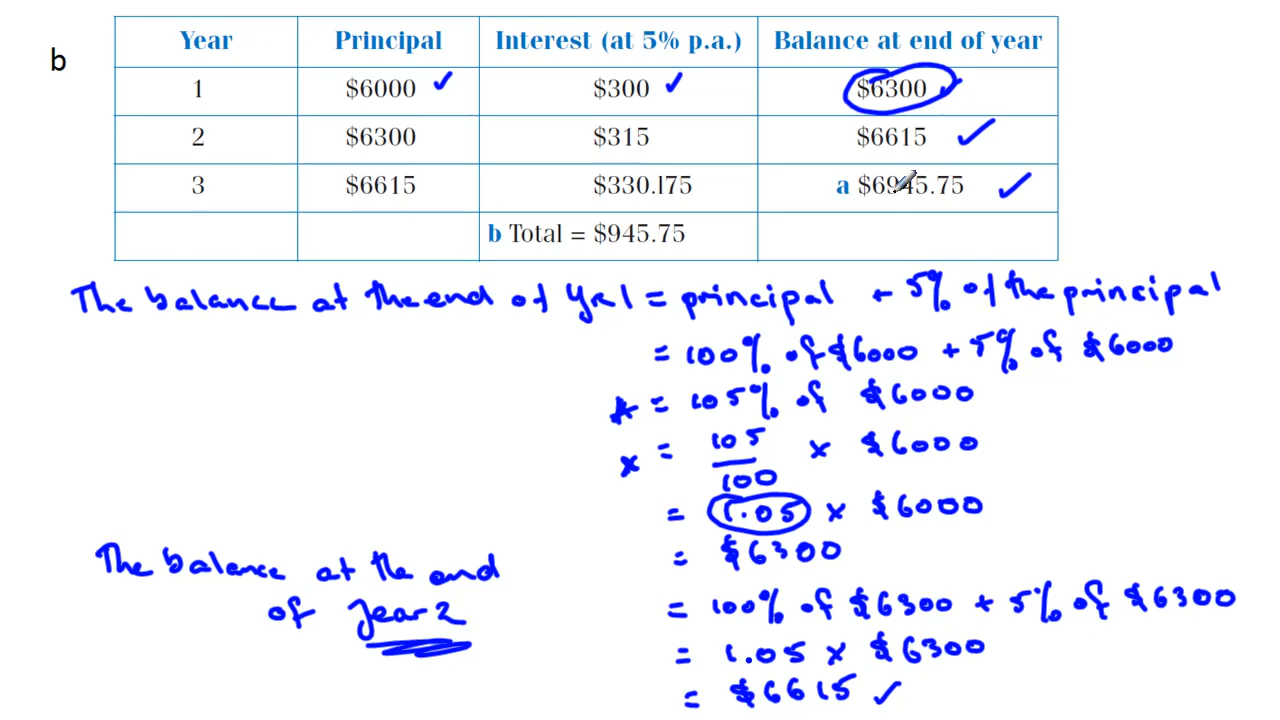 b
Year Principal Interest (at 5% p.a.) Balance at end of year
1 $6000 ✓ $300 ✓ $6300 ✓
2 $6300 $315 $6615 ✓
3 $6615 $330.175 a $6945.75 ✓
b Total = $945.75
The balance at the end of Yr 1 = principal + 5% of the principal
= 100% of $6000 + 5% of $6000
* = 105% of $6000
x = 105/100 x $6000
= 1.05 x $6000
= $6300
The balance at the end
of year 2
= 100% of $6300 + 5% of $6300
= 1.05 x $6300
= $6615 ✓